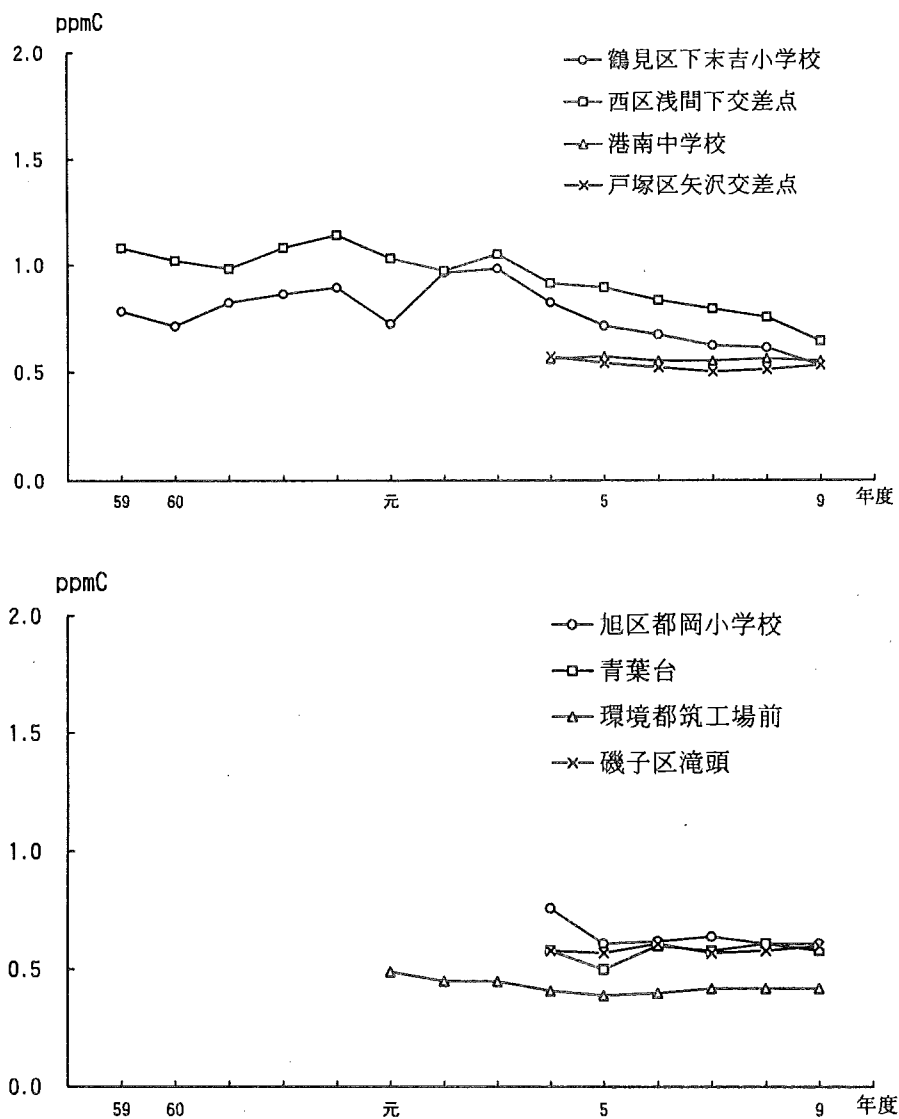 ppmC
2.0
鶴見区下末吉小学校
西区浅間下交差点
1.5
港南中学校
戸塚区矢沢交差点
1.0
0.5
0.0
59 60 元 5 9 年度
ppmC
2.0
旭区都岡小学校
青葉台
環境都筑工場前
1.5
磯子区滝頭
1.0
0.5
0.0
59 60 元 5 9 年度